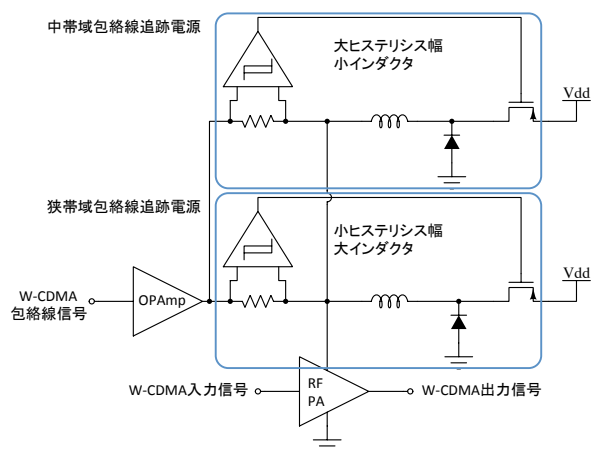 中帯域包絡線追跡電源
大ヒステリシス幅
小インダクタ
Vdd
狭帯域包絡線追跡電源
小ヒステリシス幅
大インダクタ
Vdd
W-CDMA
包絡線信号
OPAmp
W-CDMA入力信号
RF
PA
W-CDMA出力信号